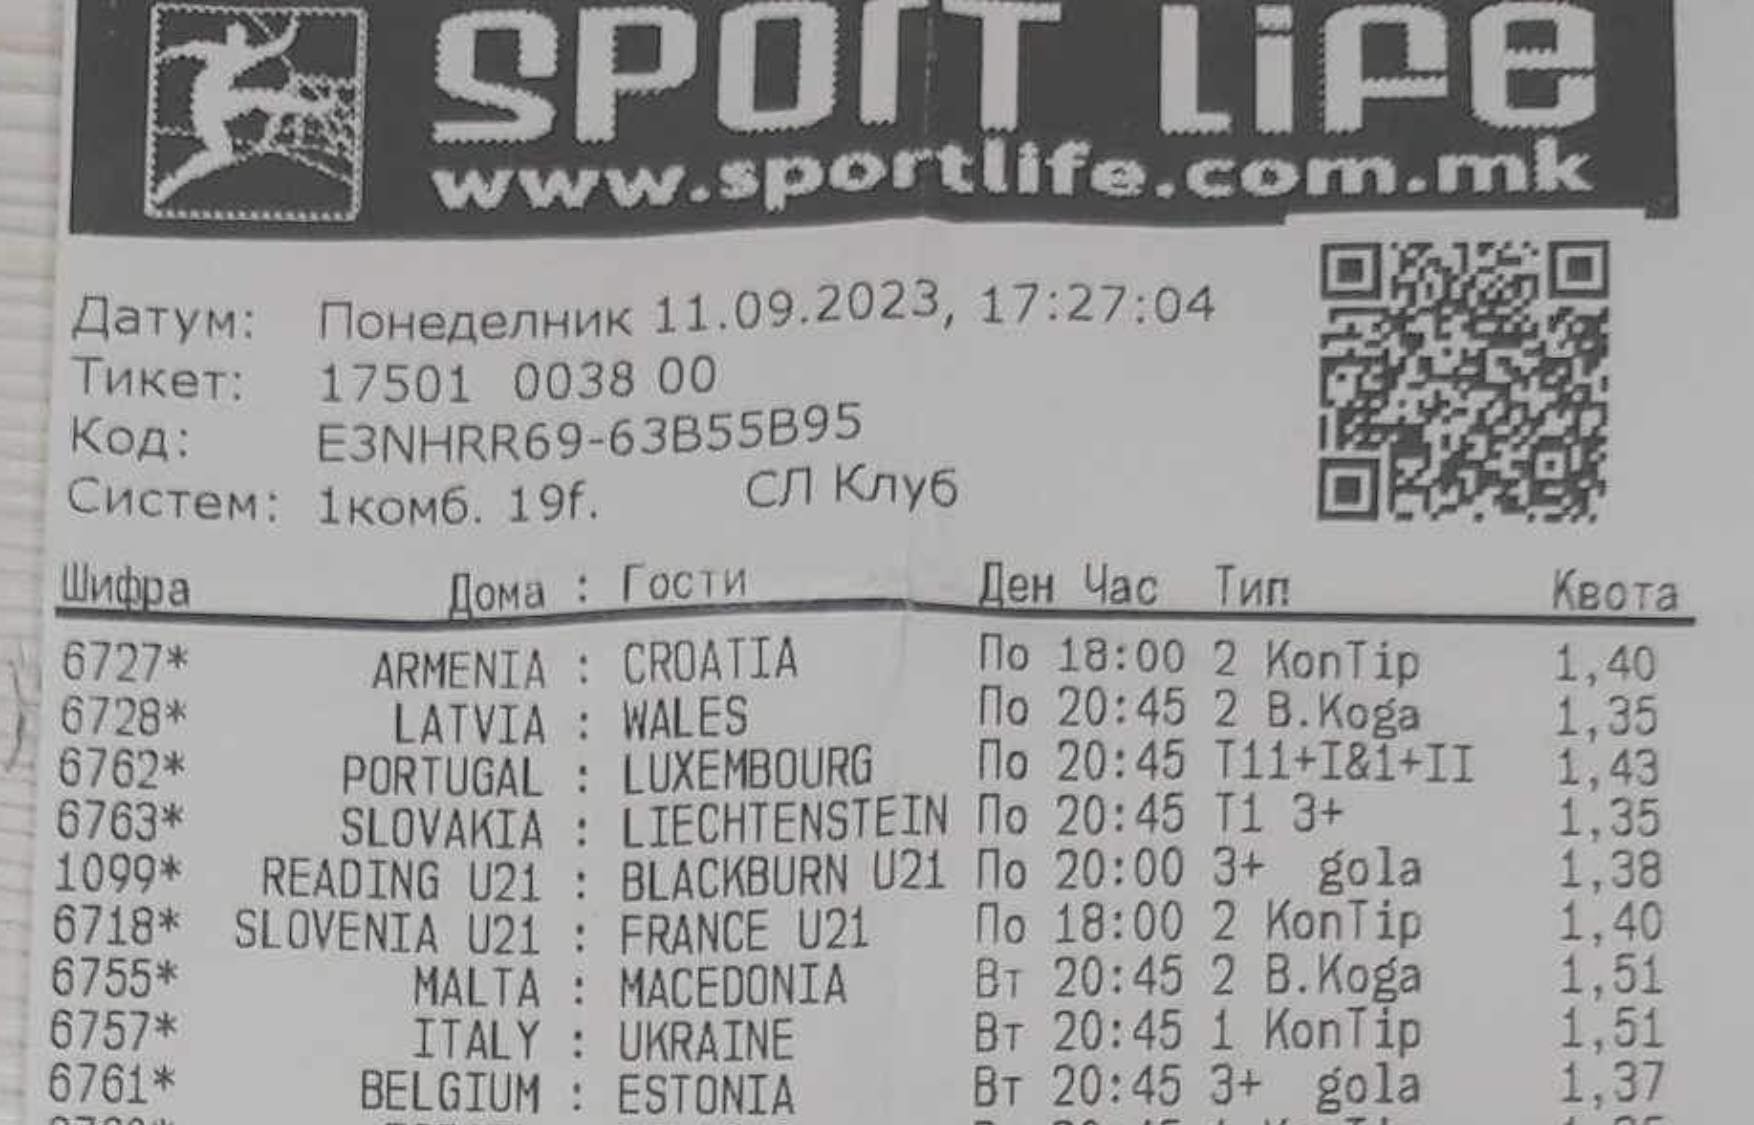 SPORT LIFE
www.sportlife.com.mk
Датум: Понеделник 11.09.2023, 17:27:04
Тикет: 17501 0038 00
Код: E3NHRR69-63B55B95
Систем: 1комб. 19f. СЛ Клуб
Шифра Дома : Гости Ден Час Тип Квота
6727* ARMENIA : CROATIA По 18:00 2 KonTip 1,40
6728* LATVIA : WALES По 20:45 2 B.Koga 1,35
6762* PORTUGAL : LUXEMBOURG По 20:45 T11+I&1+II 1,43
6763* SLOVAKIA : LIECHTENSTEIN По 20:45 T1 3+ 1,35
1099* READING U21 : BLACKBURN U21 По 20:00 3+ gola 1,38
6718* SLOVENIA U21 : FRANCE U21 По 18:00 2 KonTip 1,40
6755* MALTA : MACEDONIA Вт 20:45 2 B.Koga 1,51
6757* ITALY : UKRAINE Вт 20:45 1 KonTip 1,51
6761* BELGIUM : ESTONIA Вт 20:45 3+ gola 1,37